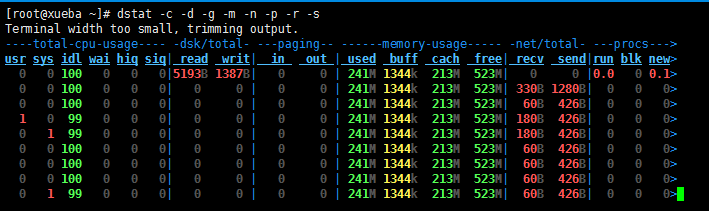 [root@xueba ~]# dstat -c -d -g -m -n -p -r -s
Terminal width too small, trimming output.
----total-cpu-usage---- -dsk/total- ---paging-- ------memory-usage----- -net/total- ---procs--->
usr sys idl wai hiq siq| read  writ|  in   out | used  buff  cach  free| recv  send|run blk new>
  0   0 100   0   0   0|5193B 1387B|   0     0 | 241M 1344k  213M  523M|   0     0 |0.0   0 0.1>
  0   0 100   0   0   0|   0     0 |   0     0 | 241M 1344k  213M  523M| 330B 1280B|  0   0   0>
  0   0 100   0   0   0|   0     0 |   0     0 | 241M 1344k  213M  523M|  60B  426B|  0   0   0>
  1   0  99   0   0   0|   0     0 |   0     0 | 241M 1344k  213M  523M| 180B  426B|  0   0   0>
  0   1  99   0   0   0|   0     0 |   0     0 | 241M 1344k  213M  523M| 180B  426B|  0   0   0>
  0   0 100   0   0   0|   0     0 |   0     0 | 241M 1344k  213M  523M|  60B  426B|  0   0   0>
  0   0 100   0   0   0|   0     0 |   0     0 | 241M 1344k  213M  523M|  60B  426B|  0   0   0>
  0   0 100   0   0   0|   0     0 |   0     0 | 241M 1344k  213M  523M|  60B  426B|  0   0   0>
  0   1  99   0   0   0|   0     0 |   0     0 | 241M 1344k  213M  523M|  60B  426B|  0   0   0>